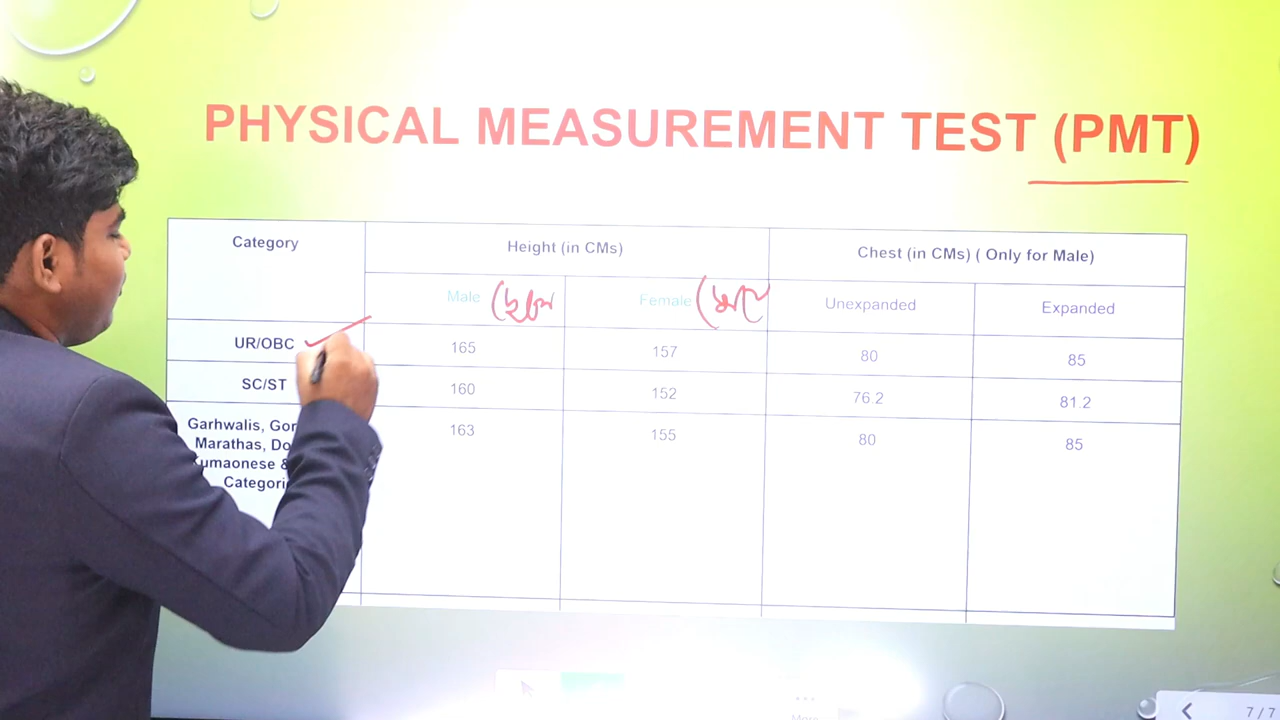 PHYSICAL MEASUREMENT TEST (PMT)
Category
Height (in CMs)
Chest (in CMs) ( Only for Male)
Male
Female
Unexpanded
Expanded
UR/OBC
165
157
80
85
SC/ST
160
152
76.2
81.2
Garhwalis,
163
155
80
85
Marathas,
7 / 7